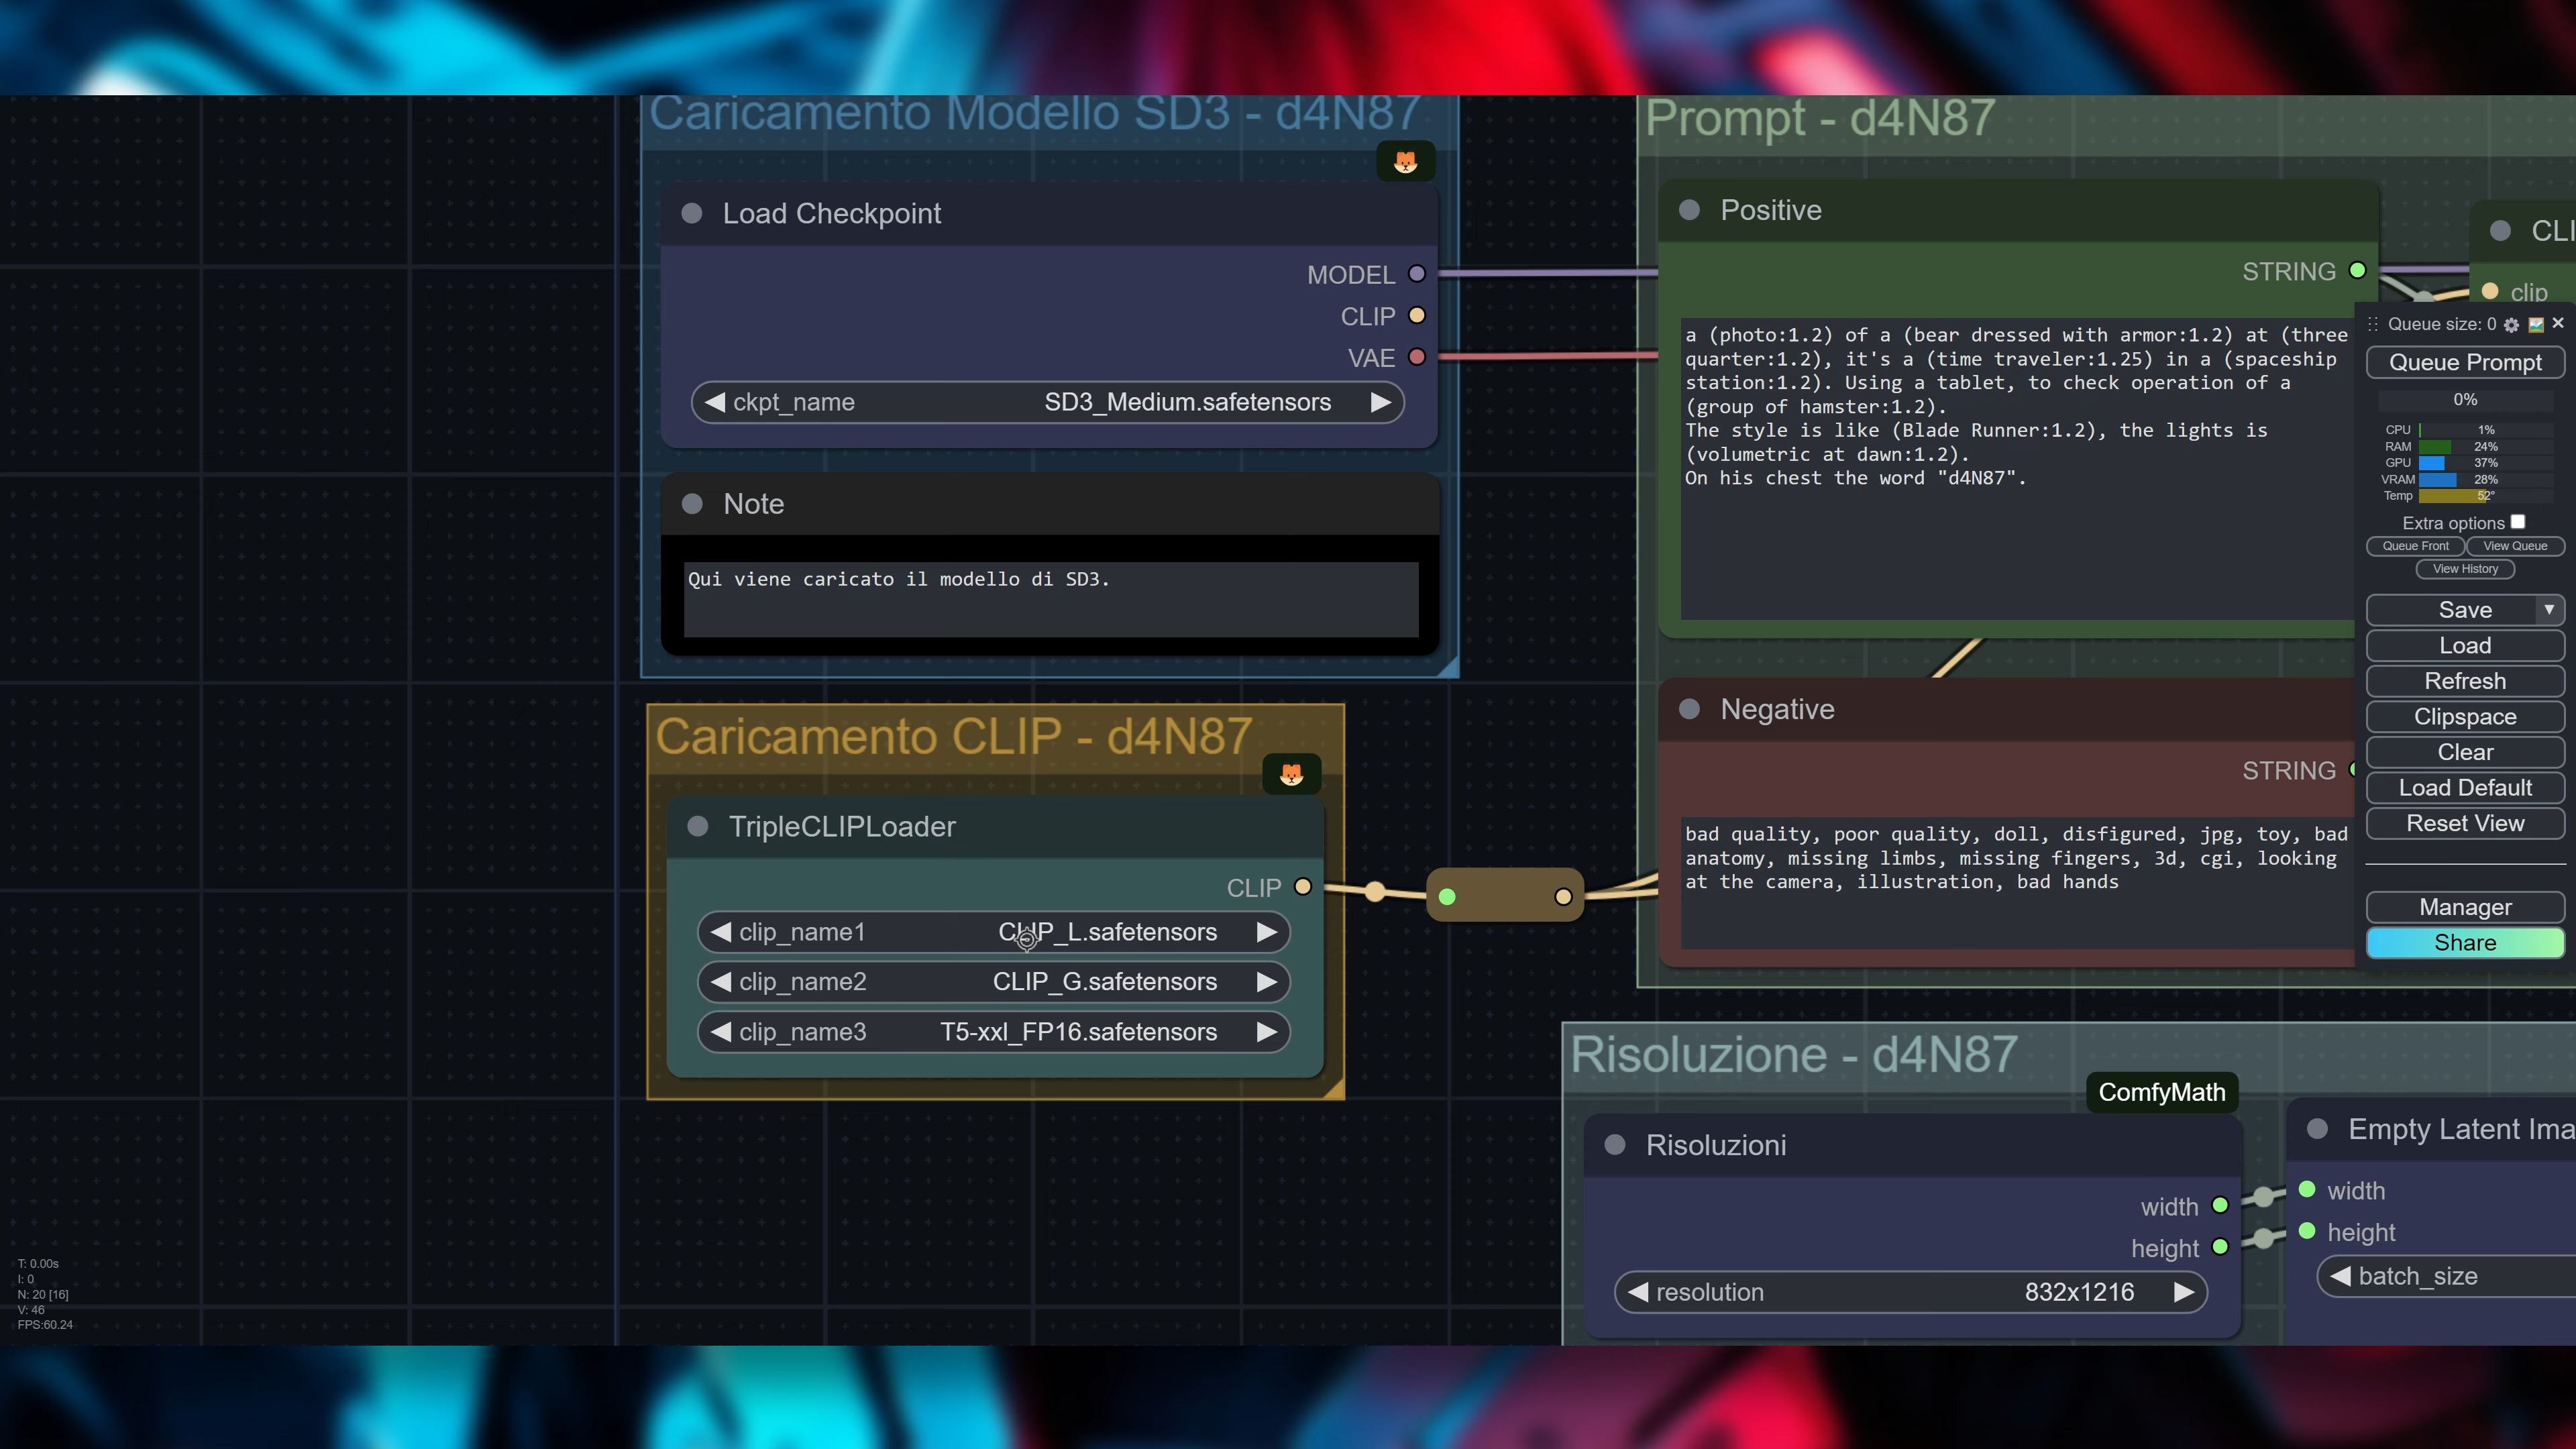 Caricamento Modello SD3 - d4N87
Load Checkpoint
MODEL
CLIP
VAE
ckpt_name SD3_Medium.safetensors
Note
Qui viene caricato il modello di SD3.
Caricamento CLIP - d4N87
TripleCLIPLoader
CLIP
clip_name1 CLIP_L.safetensors
clip_name2 CLIP_G.safetensors
clip_name3 T5-xxl_FP16.safetensors
Prompt - d4N87
Positive
STRING
a (photo:1.2) of a (bear dressed with armor:1.2) at (three
quarter:1.2), it's a (time traveler:1.25) in a (spaceship
station:1.2). Using a tablet, to check operation of a
(group of hamster:1.2).
The style is like (Blade Runner:1.2), the lights is
(volumetric at dawn:1.2).
On his chest the word "d4N87".
Negative
STRING
bad quality, poor quality, doll, disfigured, jpg, toy, bad
anatomy, missing limbs, missing fingers, 3d, cgi, looking
at the camera, illustration, bad hands
CLI
clip
Queue size: 0
Queue Prompt
0%
CPU 1%
RAM 24%
GPU 37%
VRAM 28%
Temp 52°
Extra options
Queue Front View Queue
View History
Save
Load
Refresh
Clipspace
Clear
Load Default
Reset View
Manager
Share
Risoluzione - d4N87
ComfyMath
Risoluzioni
width
height
resolution 832x1216
Empty Latent Ima
width
height
batch_size
T: 0.00s
I: 0
N: 20 [16]
V: 46
FPS:60.24